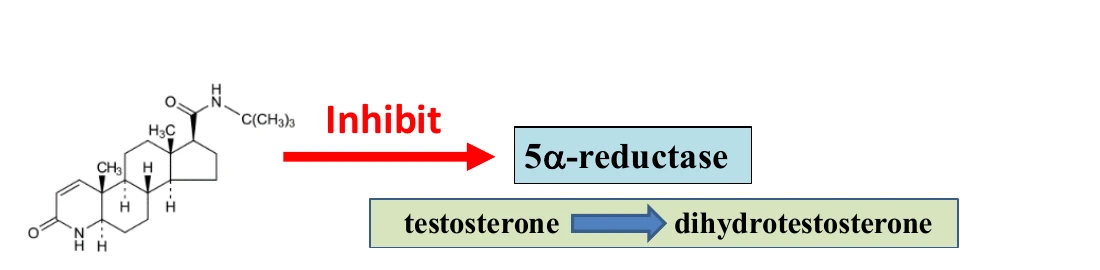 H
O
N
C(CH₃)₃
H₃C
CH₃
H
H
H
O
N
H
H
Inhibit
5α-reductase
testosterone dihydrotestosterone